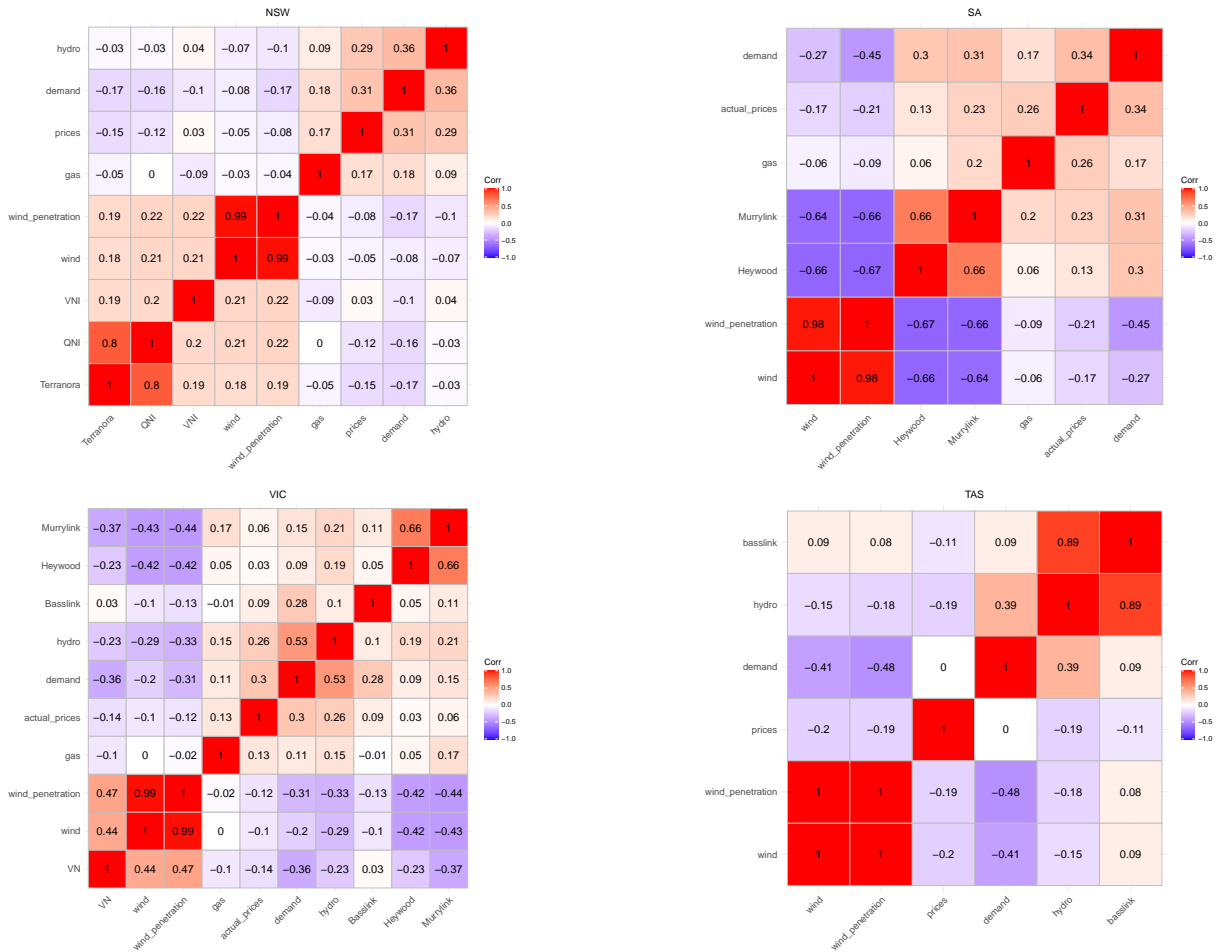 NSW
hydro −0.03 −0.03 0.04 −0.07 −0.1 0.09 0.29 0.36 1
demand −0.17 −0.16 −0.1 −0.08 −0.17 0.18 0.31 1 0.36
prices −0.15 −0.12 0.03 −0.05 −0.08 0.17 1 0.31 0.29
gas −0.05 0 −0.09 −0.03 −0.04 1 0.17 0.18 0.09
wind_penetration 0.19 0.22 0.22 0.99 1 −0.04 −0.08 −0.17 −0.1
wind 0.18 0.21 0.21 1 0.99 −0.03 −0.05 −0.08 −0.07
VNI 0.19 0.2 1 0.21 0.22 −0.09 0.03 −0.1 0.04
QNI 0.8 1 0.2 0.21 0.22 0 −0.12 −0.16 −0.03
Terranora 1 0.8 0.19 0.18 0.19 −0.05 −0.15 −0.17 −0.03
Terranora QNI VNI wind wind_penetration gas prices demand hydro
Corr
1.0
0.5
0.0
−0.5
−1.0
SA
demand −0.27 −0.45 0.3 0.31 0.17 0.34 1
actual_prices −0.17 −0.21 0.13 0.23 0.26 1 0.34
gas −0.06 −0.09 0.06 0.2 1 0.26 0.17
Murrylink −0.64 −0.66 0.66 1 0.2 0.23 0.31
Heywood −0.66 −0.67 1 0.66 0.06 0.13 0.3
wind_penetration 0.98 1 −0.67 −0.66 −0.09 −0.21 −0.45
wind 1 0.98 −0.66 −0.64 −0.06 −0.17 −0.27
wind wind_penetration Heywood Murrylink gas actual_prices demand
Corr
1.0
0.5
0.0
−0.5
−1.0
VIC
Murrylink −0.37 −0.43 −0.44 0.17 0.06 0.15 0.21 0.11 0.66 1
Heywood −0.23 −0.42 −0.42 0.05 0.03 0.09 0.19 0.05 1 0.66
Basslink 0.03 −0.1 −0.13 −0.01 0.09 0.28 0.1 1 0.05 0.11
hydro −0.23 −0.29 −0.33 0.15 0.26 0.53 1 0.1 0.19 0.21
demand −0.36 −0.2 −0.31 0.11 0.3 1 0.53 0.28 0.09 0.15
actual_prices −0.14 −0.1 −0.12 0.13 1 0.3 0.26 0.09 0.03 0.06
gas −0.1 0 −0.02 1 0.13 0.11 0.15 −0.01 0.05 0.17
wind_penetration 0.47 0.99 1 −0.02 −0.12 −0.31 −0.33 −0.13 −0.42 −0.44
wind 0.44 1 0.99 0 −0.1 −0.2 −0.29 −0.1 −0.42 −0.43
VN 1 0.44 0.47 −0.1 −0.14 −0.36 −0.23 0.03 −0.23 −0.37
VN wind wind_penetration gas actual_prices demand hydro Basslink Heywood Murrylink
Corr
1.0
0.5
0.0
−0.5
−1.0
TAS
basslink 0.09 0.08 −0.11 0.09 0.89 1
hydro −0.15 −0.18 −0.19 0.39 1 0.89
demand −0.41 −0.48 0 1 0.39 0.09
prices −0.2 −0.19 1 0 −0.19 −0.11
wind_penetration 1 1 −0.19 −0.48 −0.18 0.08
wind 1 1 −0.2 −0.41 −0.15 0.09
wind wind_penetration prices demand hydro basslink
Corr
1.0
0.5
0.0
−0.5
−1.0